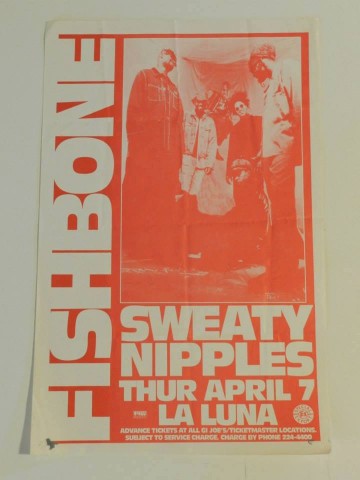 FISHBONE
SWEATY
NIPPLES
THUR APRIL 7
LA LUNA
ADVANCE TICKETS AT ALL GI JOE'S/TICKETMASTER LOCATIONS.
SUBJECT TO SERVICE CHARGE. CHARGE BY PHONE 224-4400